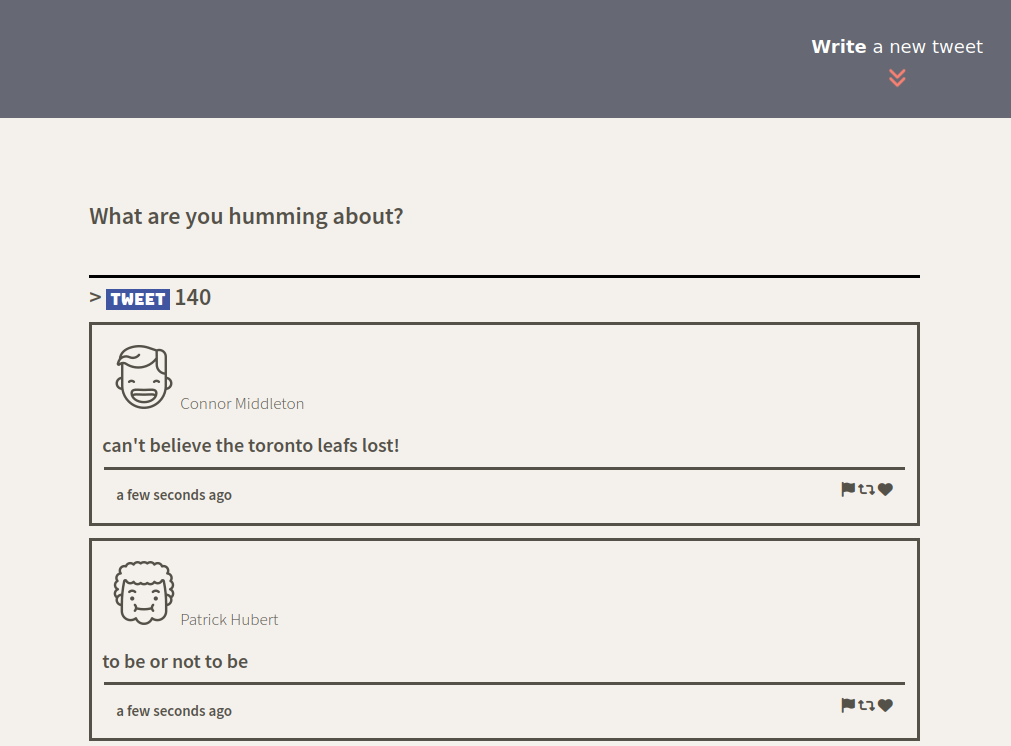 Write a new tweet
What are you humming about?
> TWEET 140
Connor Middleton
can't believe the toronto leafs lost!
a few seconds ago
Patrick Hubert
to be or not to be
a few seconds ago